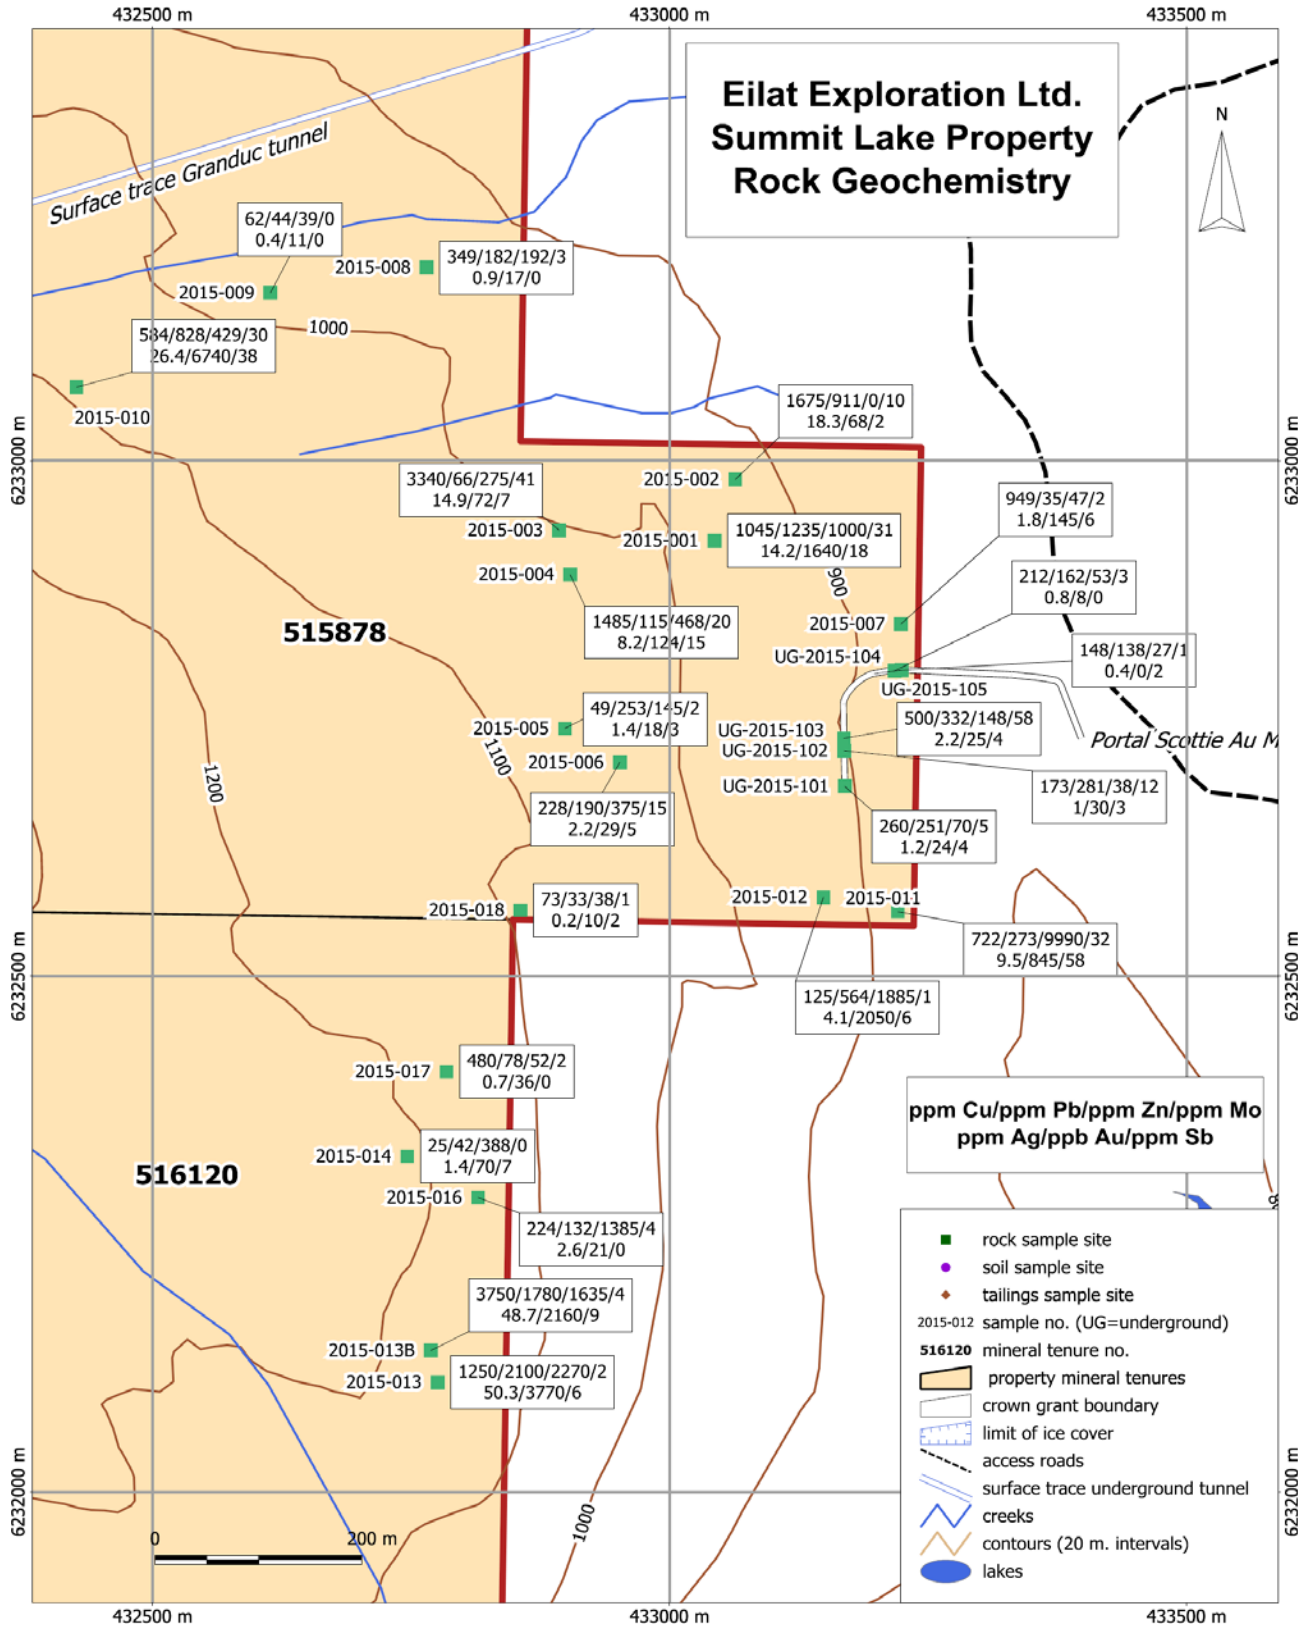 432500 m
433000 m
433500 m
Eilat Exploration Ltd.
Summit Lake Property
Rock Geochemistry
N
Surface trace Granduc tunnel
62/44/39/0
0.4/11/0
2015-008
349/182/192/3
0.9/17/0
2015-009
584/828/429/30
26.4/6740/38
1000
2015-010
1675/911/0/10
18.3/68/2
6233000 m
6233000 m
3340/66/275/41
14.9/72/7
2015-002
949/35/47/2
1.8/145/6
2015-003
2015-001
1045/1235/1000/31
14.2/1640/18
2015-004
900
212/162/53/3
0.8/8/0
1485/115/468/20
8.2/124/15
515878
2015-007
UG-2015-104
148/138/27/1
0.4/0/2
UG-2015-105
49/253/145/2
1.4/18/3
2015-005
500/332/148/58
2.2/25/4
UG-2015-103
UG-2015-102
Portal Scottie Au M
1100
2015-006
1200
UG-2015-101
173/281/38/12
1/30/3
228/190/375/15
2.2/29/5
260/251/70/5
1.2/24/4
2015-018
73/33/38/1
0.2/10/2
2015-012
2015-011
722/273/9990/32
9.5/845/58
6232500 m
6232500 m
125/564/1885/1
4.1/2050/6
2015-017
480/78/52/2
0.7/36/0
ppm Cu/ppm Pb/ppm Zn/ppm Mo
ppm Ag/ppb Au/ppm Sb
2015-014
25/42/388/0
1.4/70/7
516120
2015-016
224/132/1385/4
2.6/21/0
3750/1780/1635/4
48.7/2160/9
2015-013B
2015-013
1250/2100/2270/2
50.3/3770/6
rock sample site
soil sample site
tailings sample site
2015-012 sample no. (UG=underground)
516120 mineral tenure no.
property mineral tenures
crown grant boundary
limit of ice cover
access roads
surface trace underground tunnel
creeks
contours (20 m. intervals)
lakes
6232000 m
6232000 m
1000
0
200 m
432500 m
433000 m
433500 m